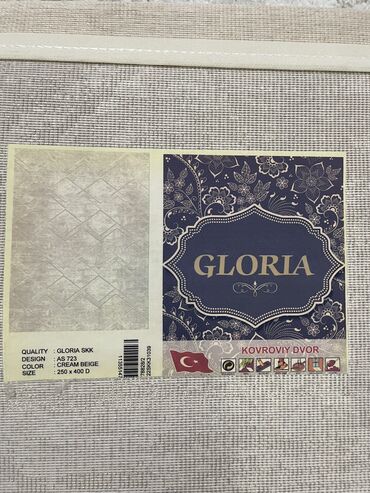 GLORIA
KOVROVIY DVOR
QUALITY : GLORIA SKK
DESIGN : AS 723
COLOR : CREAM BEIGE
SIZE : 250 x 400 D